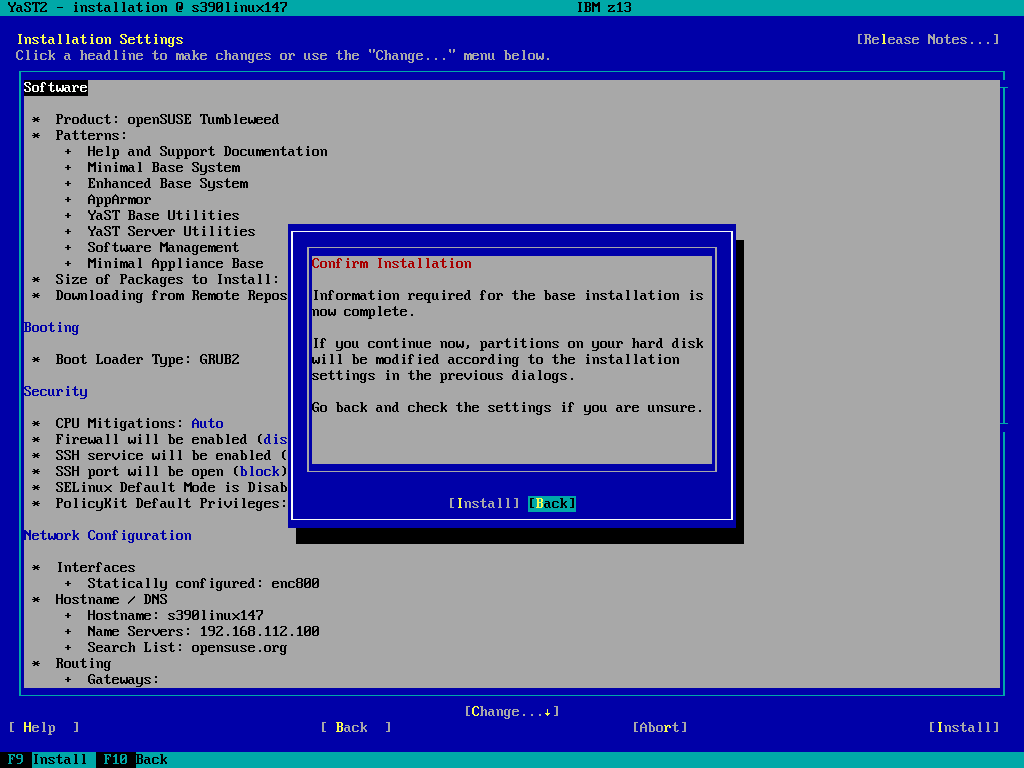 YaST2 - installation @ s390linux147 IBM z13
Installation Settings [Release Notes...]
Click a headline to make changes or use the "Change..." menu below.
Software
* Product: openSUSE Tumbleweed
* Patterns:
+ Help and Support Documentation
+ Minimal Base System
+ Enhanced Base System
+ AppArmor
+ YaST Base Utilities
+ YaST Server Utilities
+ Software Management
+ Minimal Appliance Base
* Size of Packages to Install:
* Downloading from Remote Repos
Booting
* Boot Loader Type: GRUB2
Security
* CPU Mitigations: Auto
* Firewall will be enabled (dis
* SSH service will be enabled (
* SSH port will be open (block)
* SELinux Default Mode is Disab
* PolicyKit Default Privileges:
Network Configuration
* Interfaces
+ Statically configured: enc800
* Hostname / DNS
+ Hostname: s390linux147
+ Name Servers: 192.168.112.100
+ Search List: opensuse.org
* Routing
+ Gateways:
Confirm Installation
Information required for the base installation is
now complete.
If you continue now, partitions on your hard disk
will be modified according to the installation
settings in the previous dialogs.
Go back and check the settings if you are unsure.
[Install] [Back]
[Change...↓]
[ Help ] [ Back ] [Abort] [Install]
F9 Install F10 Back